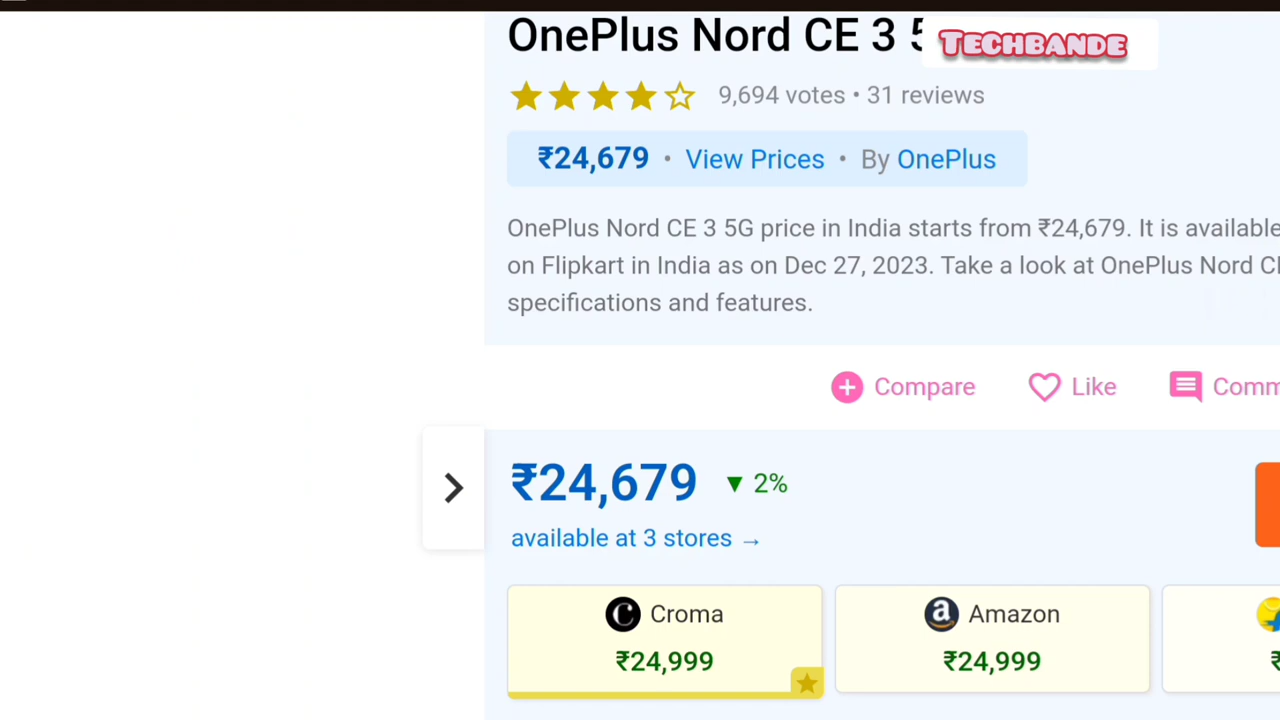 OnePlus Nord CE 3
TECHBANDE
9,694 votes • 31 reviews
₹24,679 • View Prices • By OnePlus
OnePlus Nord CE 3 5G price in India starts from ₹24,679. It is available
on Flipkart in India as on Dec 27, 2023. Take a look at OnePlus Nord
specifications and features.
Compare Like
₹24,679 ▼ 2%
available at 3 stores →
Croma Amazon
₹24,999 ₹24,999